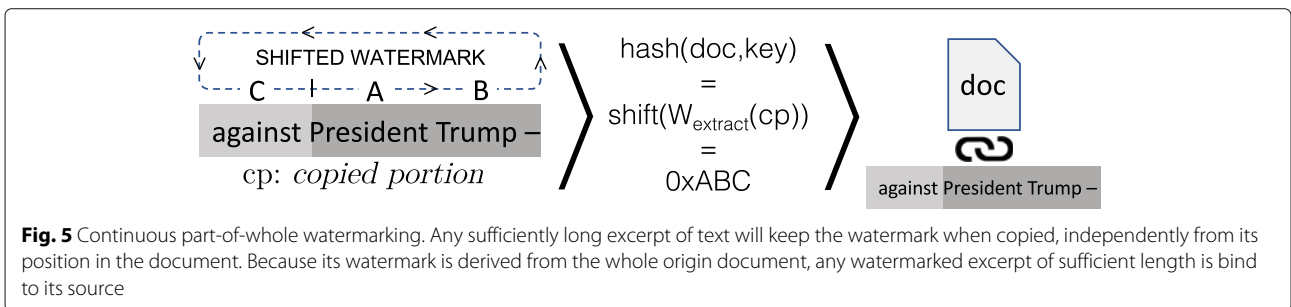 SHIFTED WATERMARK
C A B
against President Trump –
cp: copied portion
hash(doc,key)
=
shift(Wextract(cp))
=
0xABC
doc
against President Trump –
Fig. 5 Continuous part-of-whole watermarking. Any sufficiently long excerpt of text will keep the watermark when copied, independently from its
position in the document. Because its watermark is derived from the whole origin document, any watermarked excerpt of sufficient length is bind
to its source